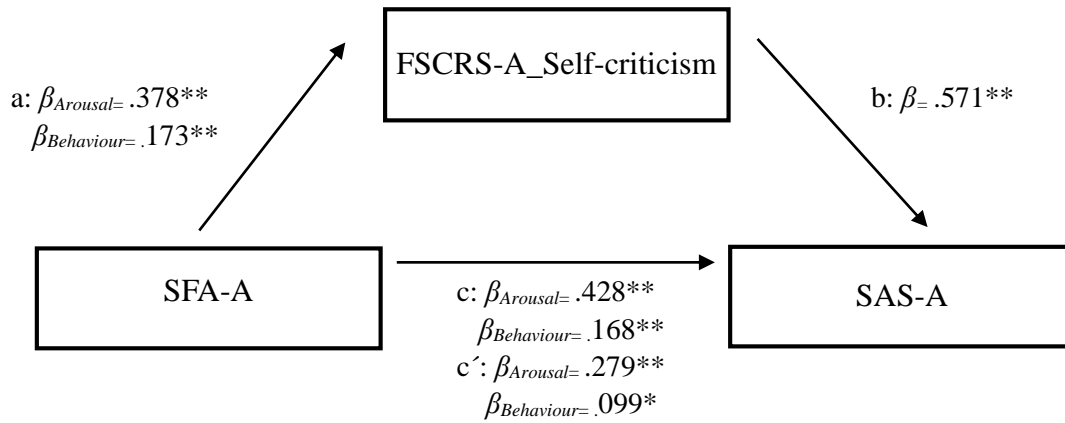 FSCRS-A_Self-criticism
a: βArousal= .378**
βBehaviour= .173**
b: β= .571**
SFA-A
c: βArousal= .428**
βBehaviour= .168**
c´: βArousal= .279**
βBehaviour= .099*
SAS-A